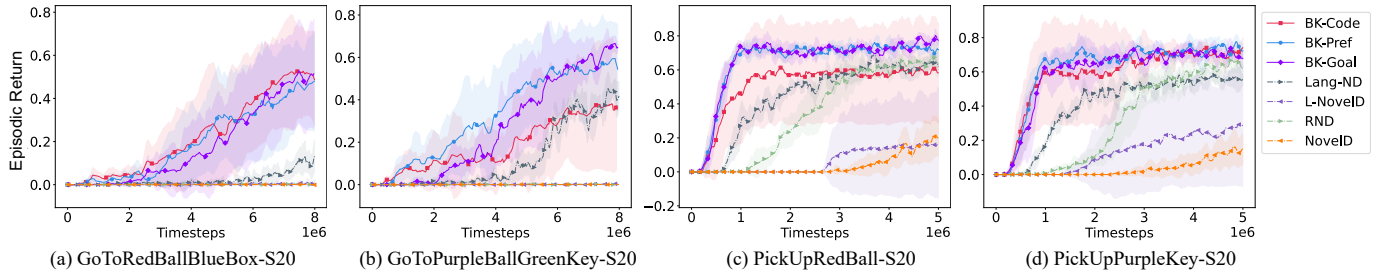 Episodic Return
0.8
0.6
0.4
0.2
0.0
0 2 4 6 8
Timesteps 1e6
(a) GoToRedBallBlueBox-S20
0.8
0.6
0.4
0.2
0.0
0 2 4 6 8
Timesteps 1e6
(b) GoToPurpleBallGreenKey-S20
0.8
0.6
0.4
0.2
0.0
−0.2
0 1 2 3 4 5
Timesteps 1e6
(c) PickUpRedBall-S20
0.8
0.6
0.4
0.2
0.0
0 1 2 3 4 5
Timesteps 1e6
(d) PickUpPurpleKey-S20
BK-Code
BK-Pref
BK-Goal
Lang-ND
L-NovelD
RND
NovelD